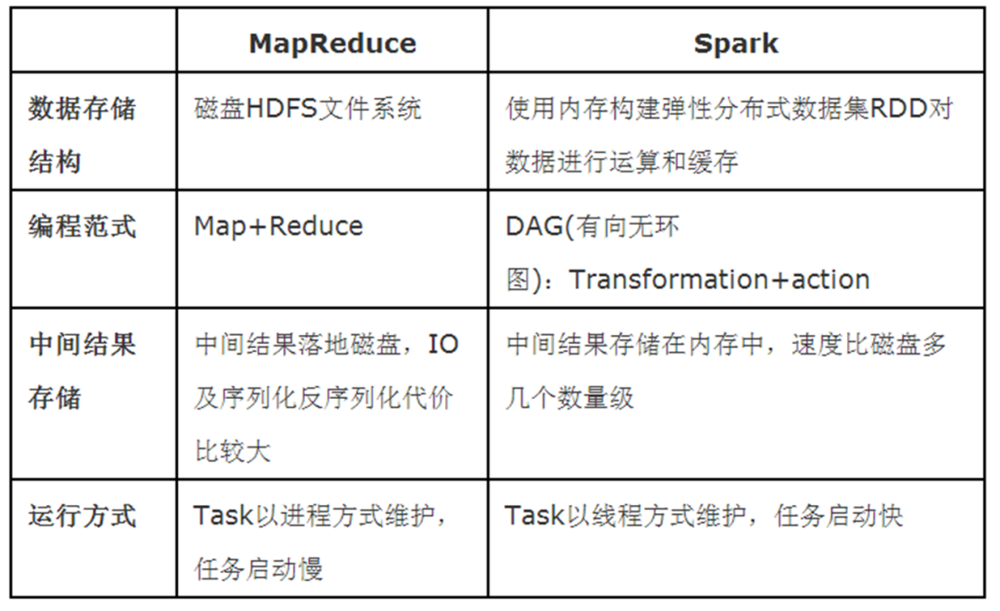 MapReduce
Spark
数据存储
结构
磁盘HDFS文件系统
使用内存构建弹性分布式数据集RDD对
数据进行运算和缓存
编程范式
Map+Reduce
DAG(有向无环
图)：Transformation+action
中间结果
存储
中间结果落地磁盘，IO
及序列化反序列化代价
比较大
中间结果存储在内存中，速度比磁盘多
几个数量级
运行方式
Task以进程方式维护，
任务启动慢
Task以线程方式维护，任务启动快